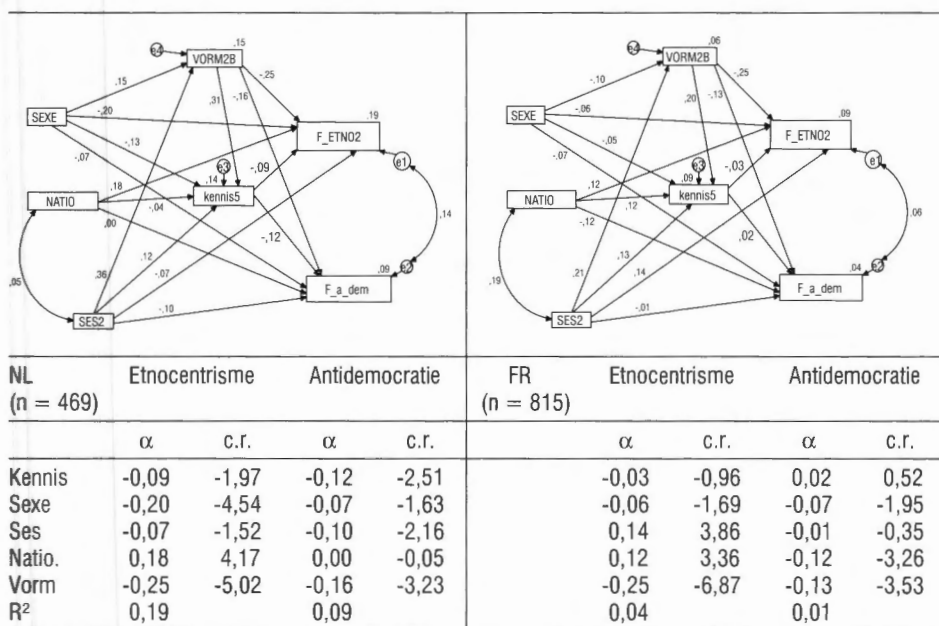 e4
,15
VORM2B
,15
-,25
,31
-,16
,19
SEXE
-,20
F_ETNO2
-,13
-,07
e3
-,09
e1
,14
kennis5
,18
NATIO
-,04
,00
,14
-,12
,12
,05
,36
-,07
,09
e2
F_a_dem
-,10
SES2
e4
,06
VORM2B
-,10
-,25
,20
-,13
,09
SEXE
-,06
F_ETNO2
-,05
-,07
e3
-,03
e1
,09
kennis5
,12
NATIO
,12
-,12
,06
,02
,13
,19
,21
,14
,04
e2
F_a_dem
-,01
SES2
NL Etnocentrisme Antidemocratie FR Etnocentrisme Antidemocratie
(n = 469) (n = 815)
α c.r. α c.r. α c.r. α c.r.
Kennis -0,09 -1,97 -0,12 -2,51 -0,03 -0,96 0,02 0,52
Sexe -0,20 -4,54 -0,07 -1,63 -0,06 -1,69 -0,07 -1,95
Ses -0,07 -1,52 -0,10 -2,16 0,14 3,86 -0,01 -0,35
Natio. 0,18 4,17 0,00 -0,05 0,12 3,36 -0,12 -3,26
Vorm -0,25 -5,02 -0,16 -3,23 -0,25 -6,87 -0,13 -3,53
R² 0,19 0,09 0,04 0,01